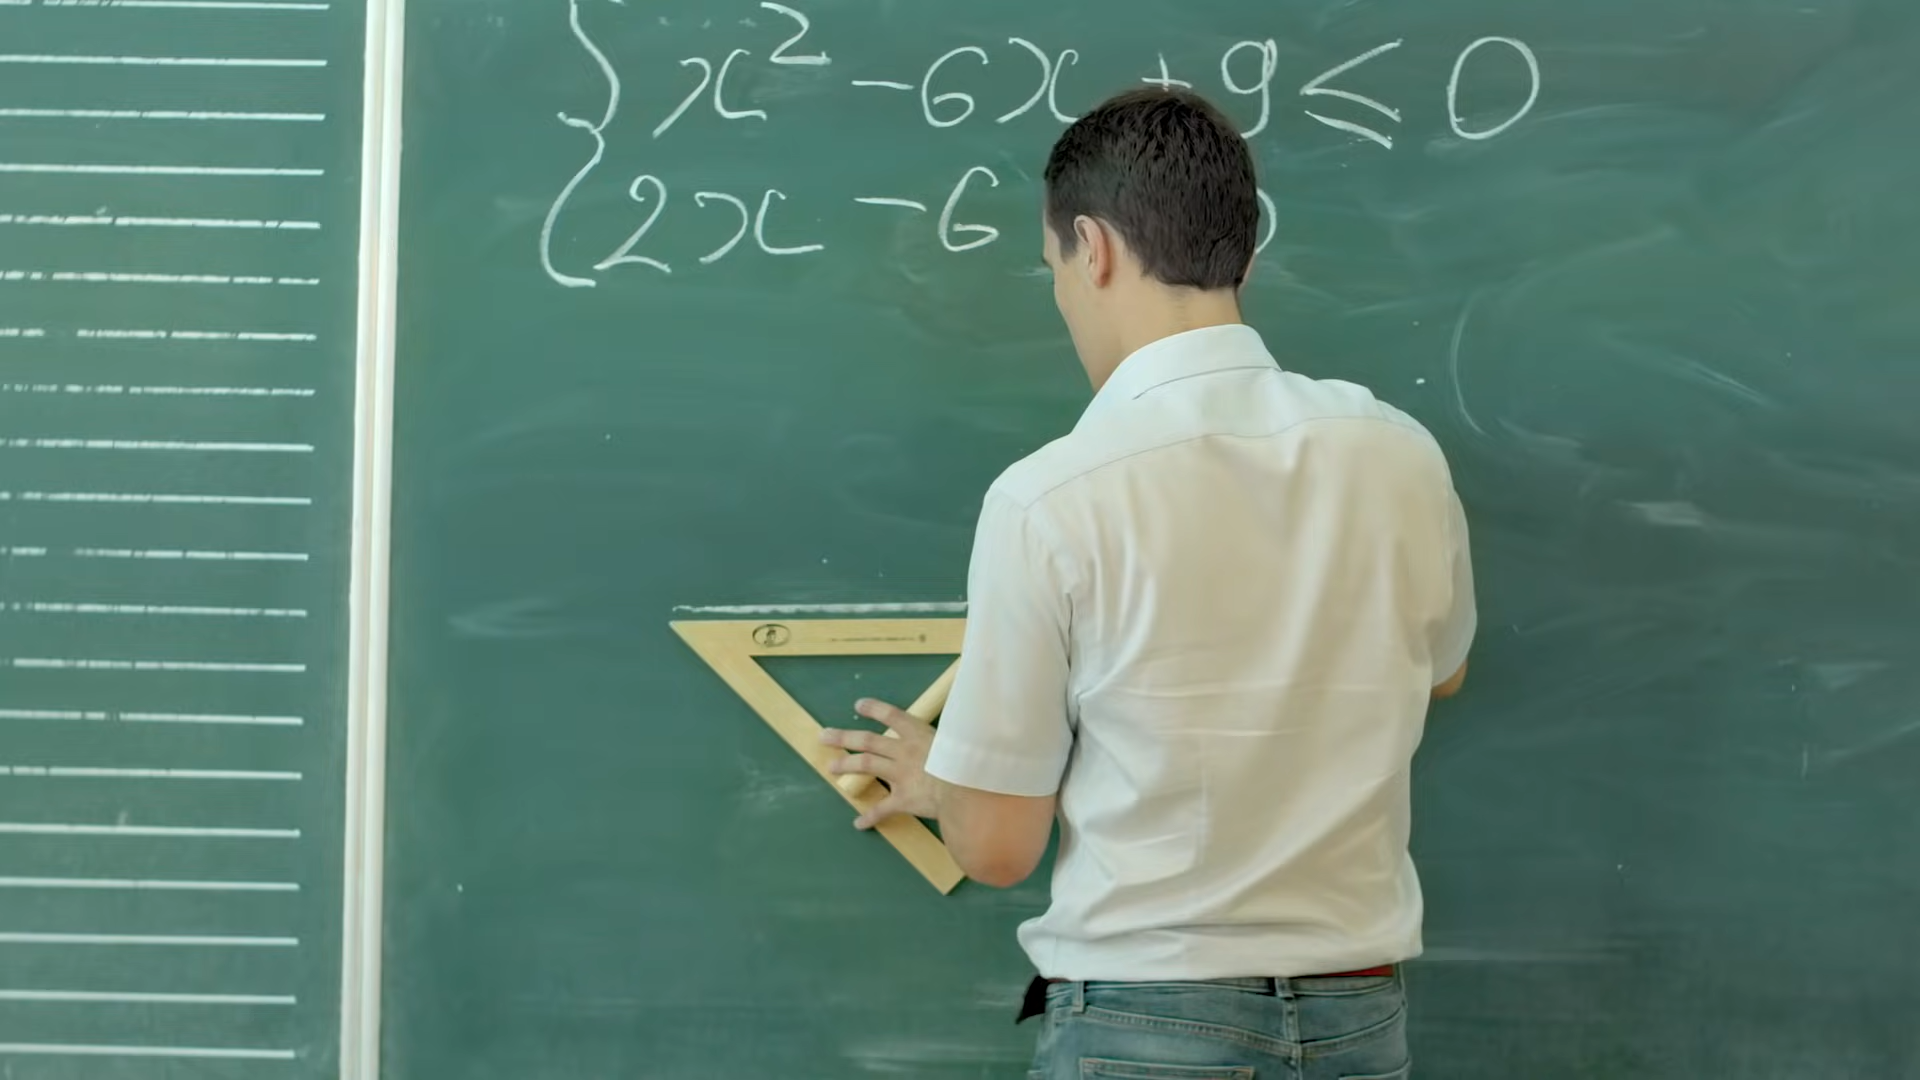 { x² - 6x + 9 ≤ 0
2x - 6